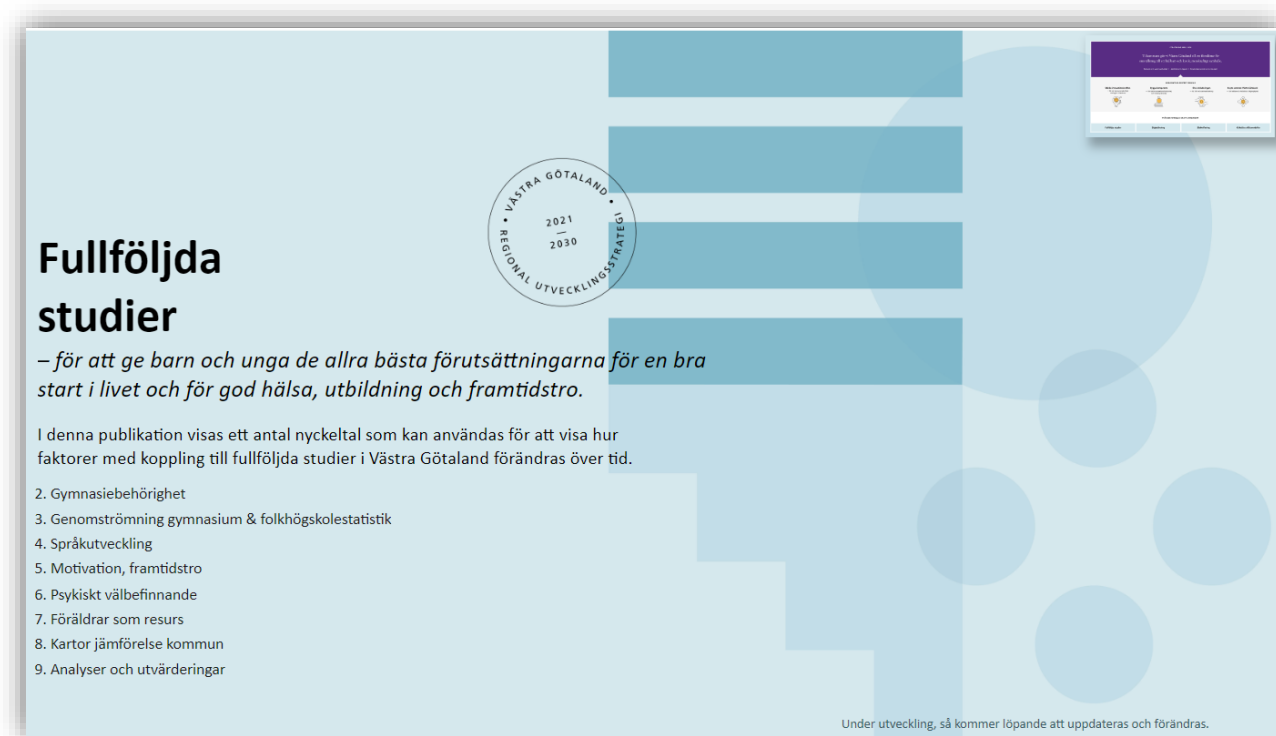 VÄSTRA GÖTALAND •
REGIONAL UTVECKLINGSSTRATEGI •
2021
—
2030
Fullföljda
studier
– för att ge barn och unga de allra bästa förutsättningarna för en bra
start i livet och för god hälsa, utbildning och framtidstro.
I denna publikation visas ett antal nyckeltal som kan användas för att visa hur
faktorer med koppling till fullföljda studier i Västra Götaland förändras över tid.
2. Gymnasiebehörighet
3. Genomströmning gymnasium & folkhögskolestatistik
4. Språkutveckling
5. Motivation, framtidstro
6. Psykiskt välbefinnande
7. Föräldrar som resurs
8. Kartor jämförelse kommun
9. Analyser och utvärderingar
Under utveckling, så kommer löpande att uppdateras och förändras.